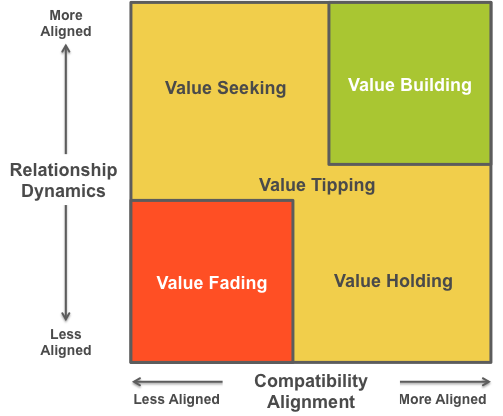 More
Aligned
Value Seeking
Value Building
Relationship
Dynamics
Value Tipping
Value Fading
Value Holding
Less
Aligned
Less Aligned
Compatibility
Alignment
More Aligned